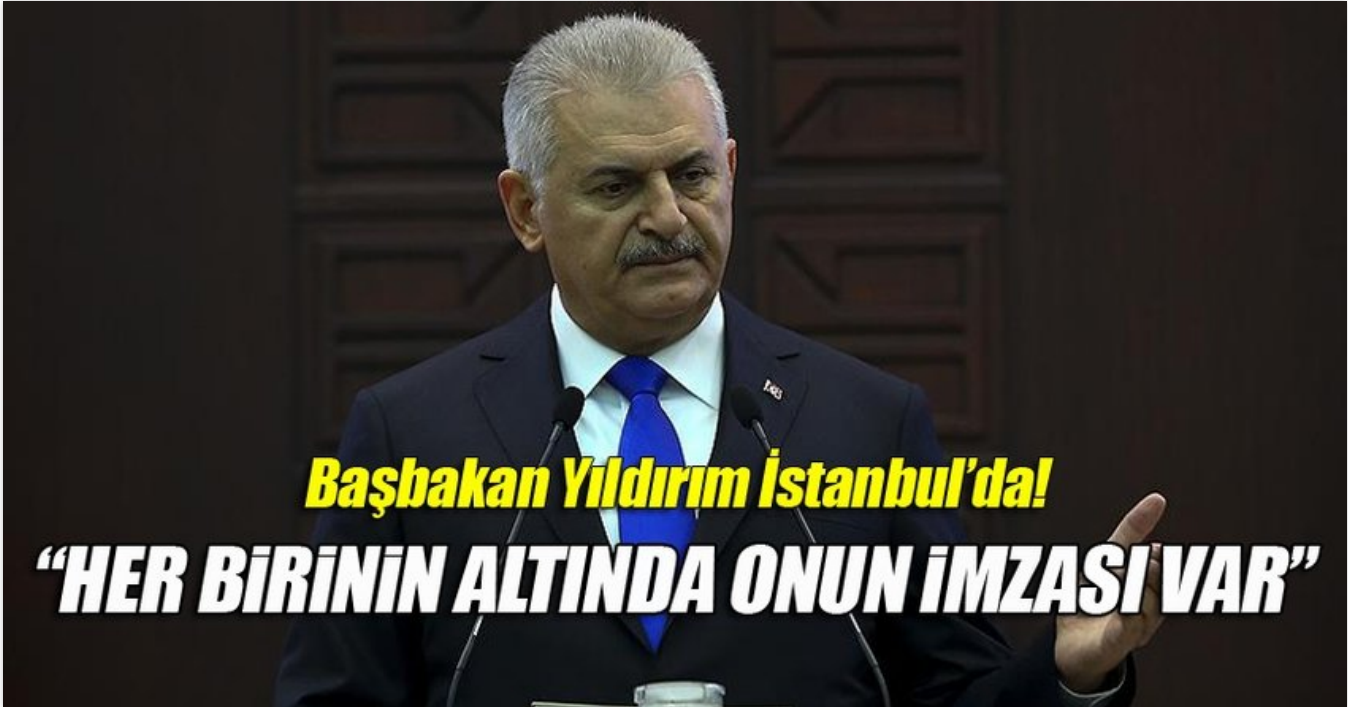 Başbakan Yıldırım İstanbul’da!
“HER BİRİNİN ALTINDA ONUN İMZASI VAR”